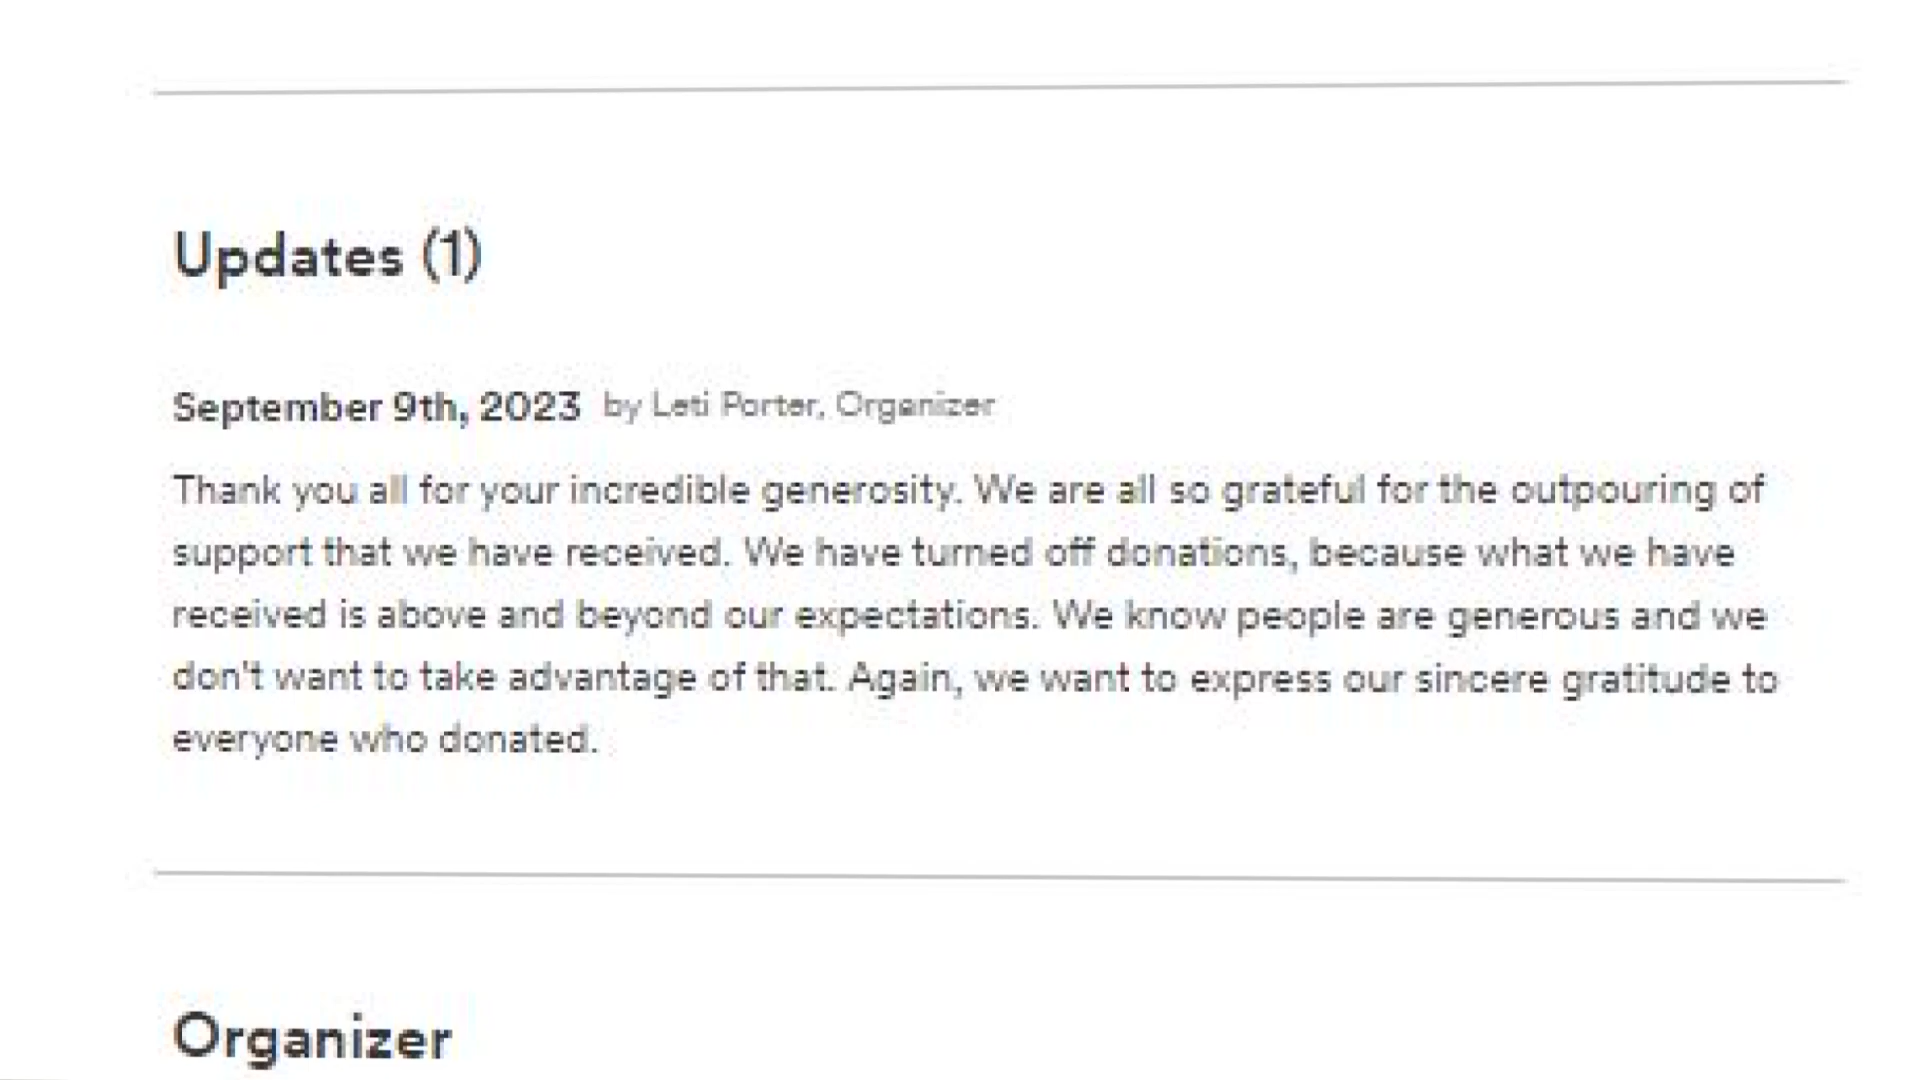 Updates (1)
September 9th, 2023 by Leti Porter, Organizer
Thank you all for your incredible generosity. We are all so grateful for the outpouring of
support that we have received. We have turned off donations, because what we have
received is above and beyond our expectations. We know people are generous and we
don't want to take advantage of that. Again, we want to express our sincere gratitude to
everyone who donated.
Organizer